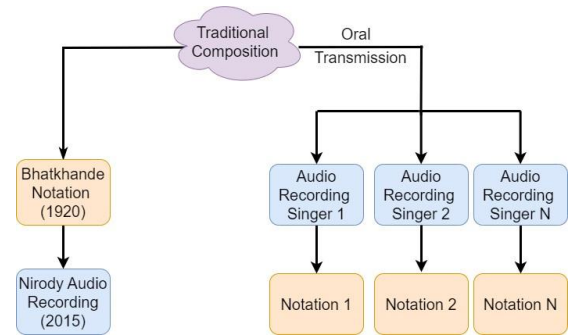 Traditional
Composition
Oral
Transmission
Bhatkhande
Notation
(1920)
Audio
Recording
Singer 1
Audio
Recording
Singer 2
Audio
Recording
Singer N
Nirody Audio
Recording
(2015)
Notation 1
Notation 2
Notation N